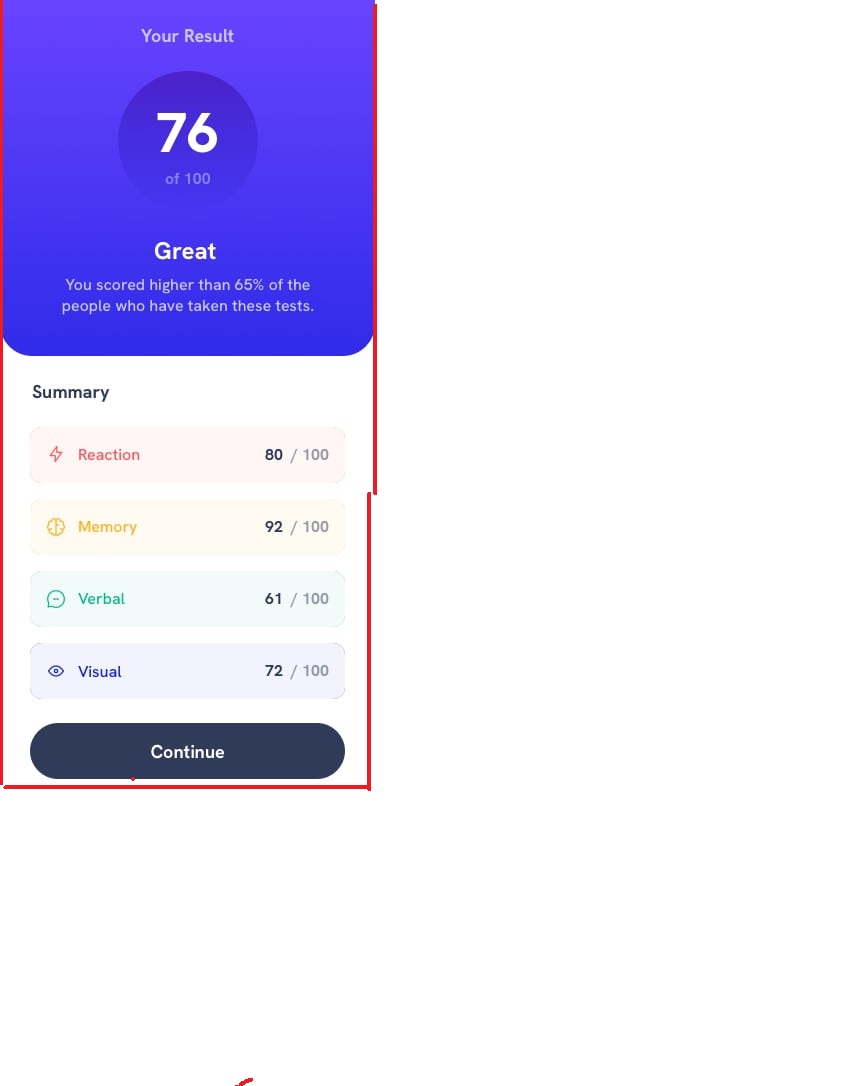 Your Result
76
of 100
Great
You scored higher than 65% of the
people who have taken these tests.
Summary
Reaction 80 / 100
Memory 92 / 100
Verbal 61 / 100
Visual 72 / 100
Continue